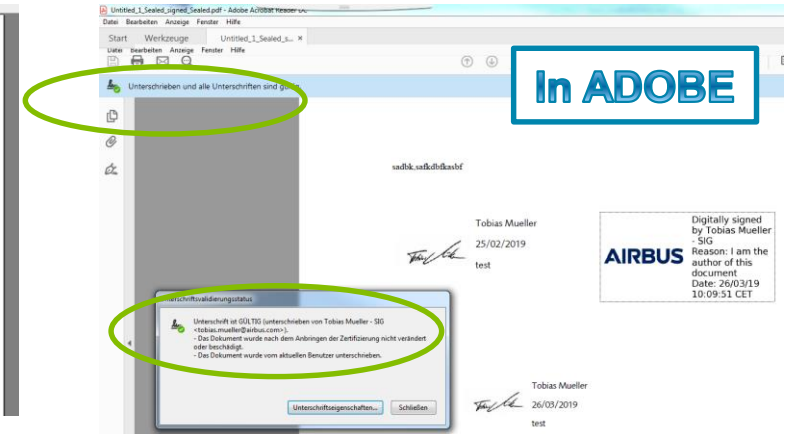 Untitled_1_Sealed_signed_Sealed.pdf - Adobe Acrobat Reader DC
Datei Bearbeiten Anzeige Fenster Hilfe
Start Werkzeuge Untitled_1_Sealed_s... ×
Datei Bearbeiten Anzeige Fenster Hilfe
In ADOBE
Unterschrieben und alle Unterschriften sind gültig.
sadbk,safkdbfkasbf
Tobias Mueller
25/02/2019
test
AIRBUS
Digitally signed
by Tobias Mueller
- SIG
Reason: I am the
author of this
document
Date: 26/03/19
10:09:51 CET
Unterschriftsvalidierungsstatus
Unterschrift ist GÜLTIG (unterschrieben von Tobias Mueller - SIG
<tobias.mueller@airbus.com>).
- Das Dokument wurde nach dem Anbringen der Zertifizierung nicht verändert
oder beschädigt.
- Das Dokument wurde vom aktuellen Benutzer unterschrieben.
Unterschriftseigenschaften... Schließen
Tobias Mueller
26/03/2019
test